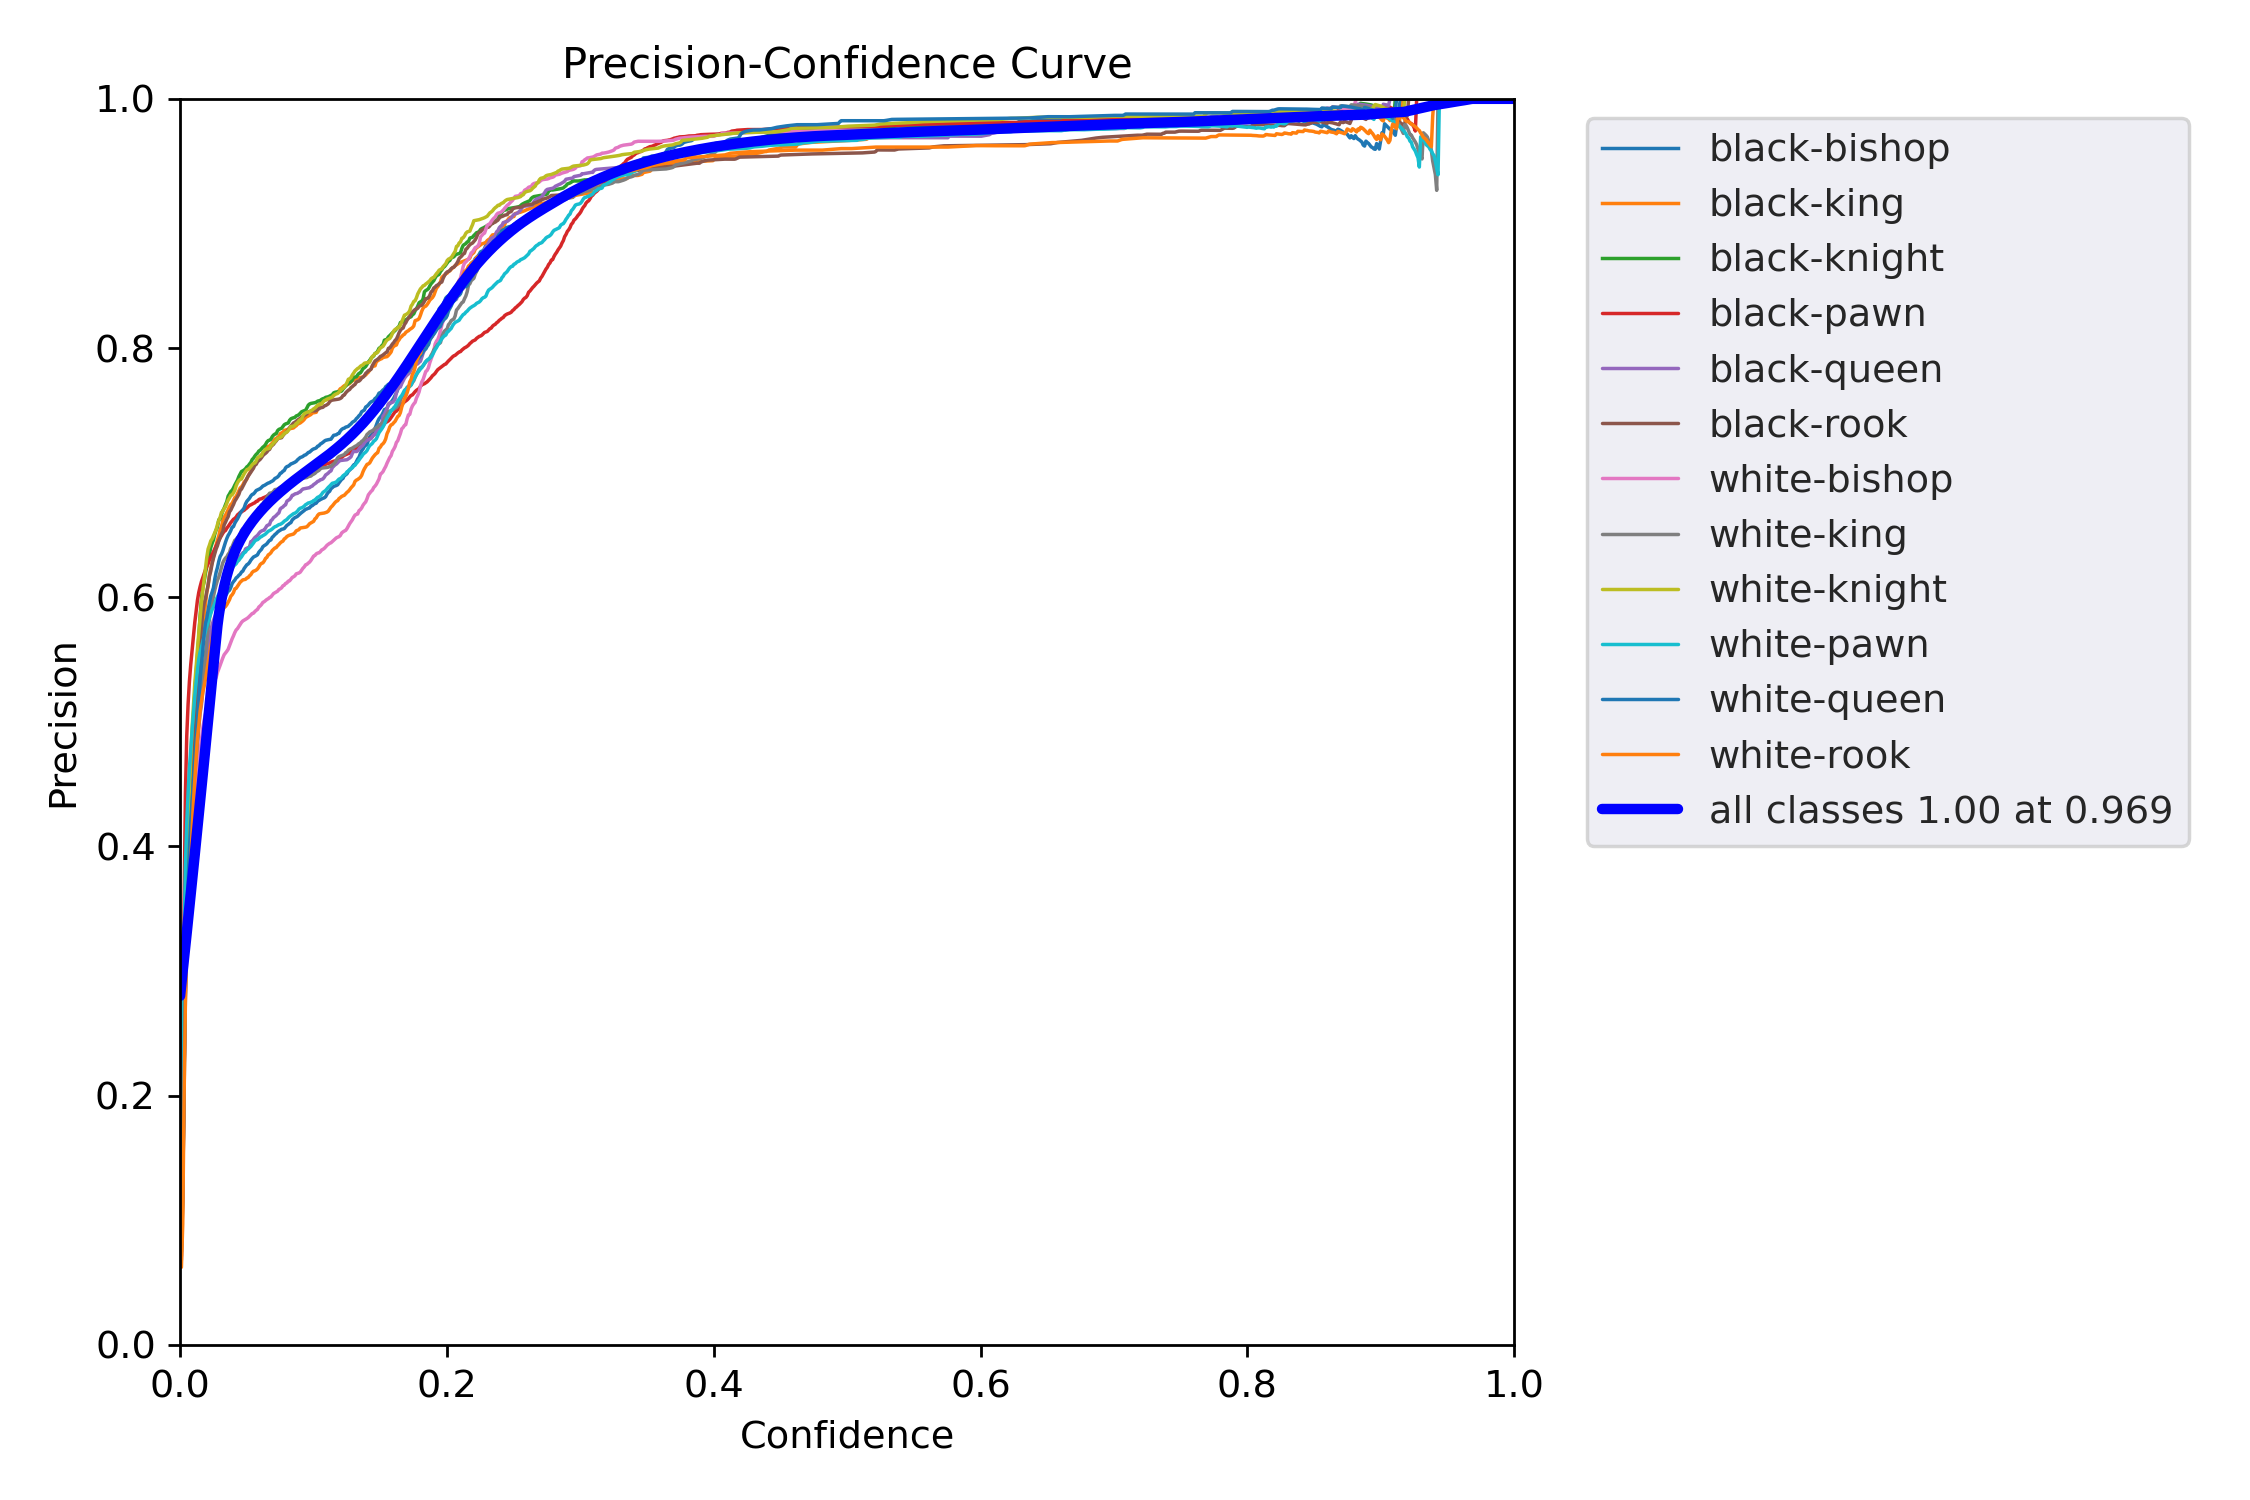 Precision-Confidence Curve
1.0
0.8
0.6
0.4
0.2
0.0
Precision
0.0 0.2 0.4 0.6 0.8 1.0
Confidence
black-bishop
black-king
black-knight
black-pawn
black-queen
black-rook
white-bishop
white-king
white-knight
white-pawn
white-queen
white-rook
all classes 1.00 at 0.969